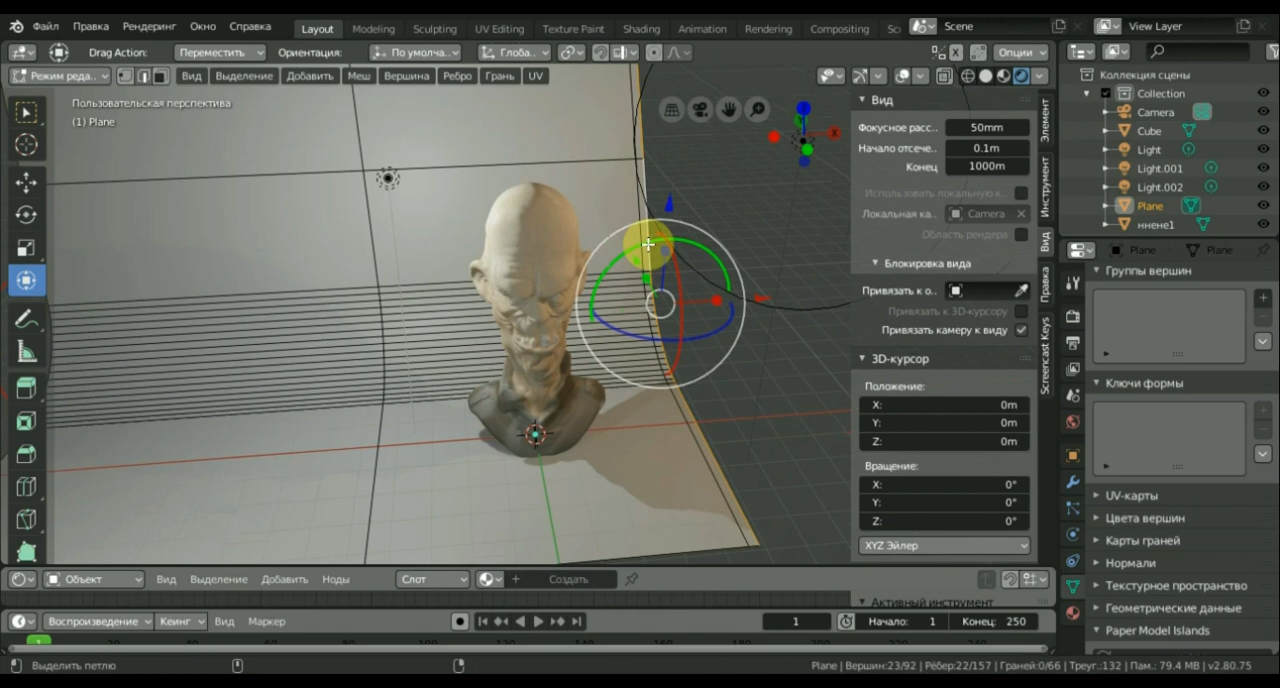 Файл Правка Рендеринг Окно Справка Layout Modeling Sculpting UV Editing Texture Paint Shading Animation Rendering Compositing Sc Scene View Layer
Drag Action: Переместить Ориентация: По умолча.. Глоба.. Опции
Режим реда.. Вид Выделение Добавить Меш Вершина Ребро Грань UV
Пользовательская перспектива
(1) Plane
X
Вид
Фокусное расс.. 50mm
Начало отсече.. 0.1m
Конец 1000m
Использовать локальную к..
Локальная ка.. Camera
Область рендера
Блокировка вида
Привязать к о..
Привязать к 3D-курсору
Привязать камеру к виду
3D-курсор
Положение:
X: 0m
Y: 0m
Z: 0m
Вращение:
X: 0°
Y: 0°
Z: 0°
XYZ Эйлер
Активный инструмент
Элемент
Инструмент
Вид
Правка
Screencast Keys
Коллекция сцены
Collection
Camera
Cube
Light
Light.001
Light.002
Plane
ннене1
Plane Plane
Группы вершин
Ключи формы
UV-карты
Цвета вершин
Карты граней
Нормали
Текстурное пространство
Геометрические данные
Paper Model Islands
Объект Вид Выделение Добавить Ноды Слот Создать
Воспроизведение Кеинг Вид Маркер 1 Начало: 1 Конец: 250
1
Выделить петлю
Plane | Вершин:23/92 | Рёбер:22/157 | Граней:0/66 | Треуг.:132 | Пам.: 79.4 MB | v2.80.75